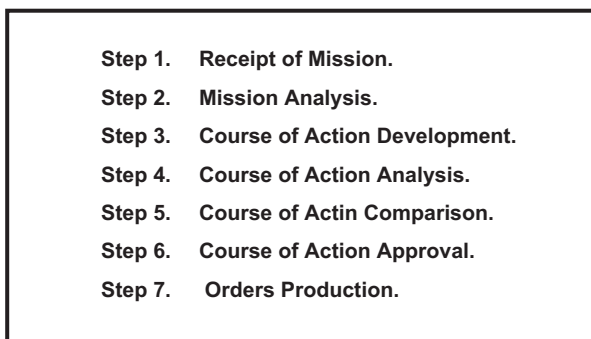 Step 1. Receipt of Mission.
Step 2. Mission Analysis.
Step 3. Course of Action Development.
Step 4. Course of Action Analysis.
Step 5. Course of Actin Comparison.
Step 6. Course of Action Approval.
Step 7. Orders Production.